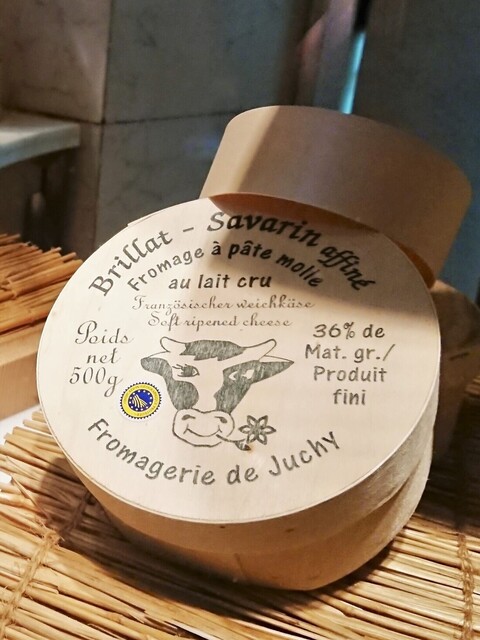 Brillat - Savarin affiné
Fromage à pâte molle
au lait cru
Französischer weichkäse
Soft ripened cheese
Poids
net
500g
36% de
Mat. gr./
Produit
fini
Fromagerie de Juchy